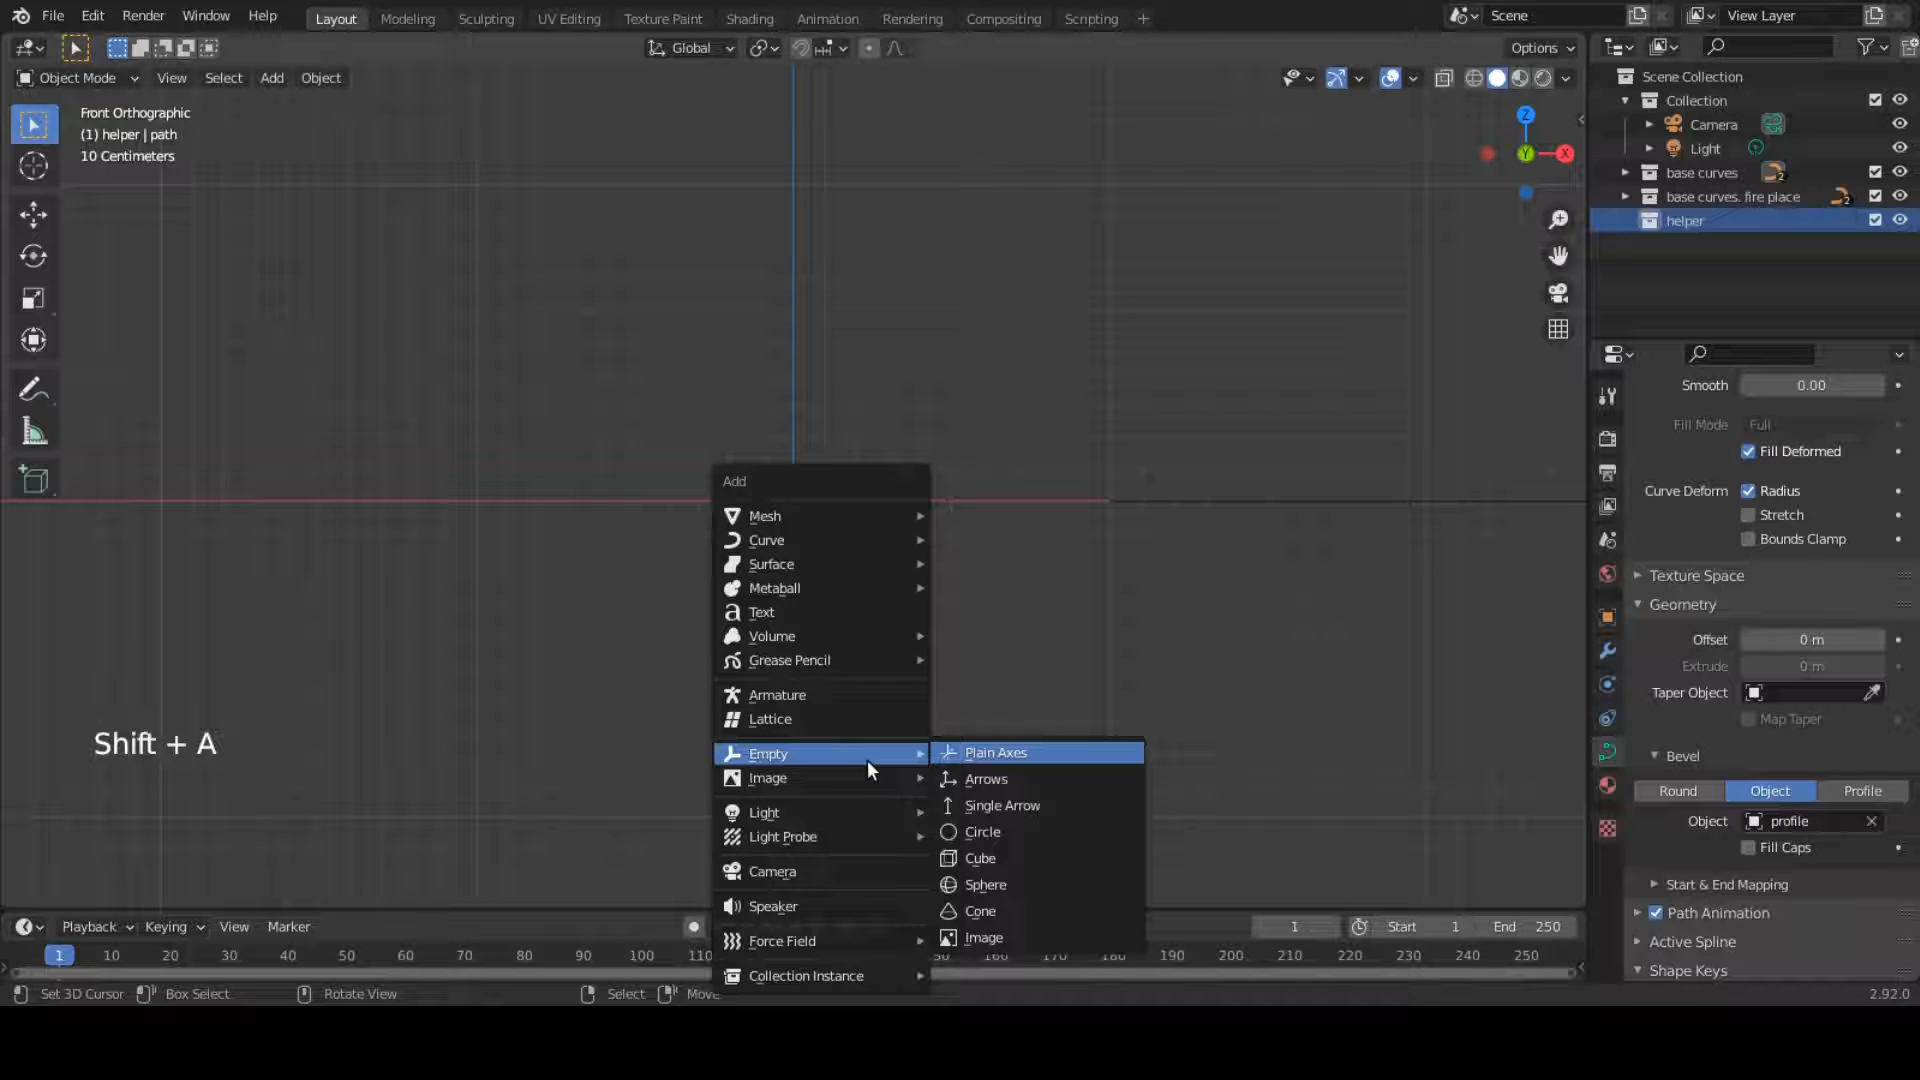 File Edit Render Window Help Layout Modeling Sculpting UV Editing Texture Paint Shading Animation Rendering Compositing Scripting + Scene View Layer
Global Options
Object Mode View Select Add Object
Front Orthographic
(1) helper | path
10 Centimeters
Z
Y
X
Scene Collection
Collection
Camera
Light
base curves 2
base curves. fire place 2
helper
Smooth 0.00
Fill Mode Full
Fill Deformed
Curve Deform Radius
Stretch
Bounds Clamp
Texture Space
Geometry
Offset 0 m
Extrude 0 m
Taper Object
Map Taper
Bevel
Round Object Profile
Object profile
Fill Caps
Start & End Mapping
Path Animation
Active Spline
Shape Keys
Add
Mesh
Curve
Surface
Metaball
Text
Volume
Grease Pencil
Armature
Lattice
Empty
Image
Light
Light Probe
Camera
Speaker
Force Field
Collection Instance
Plain Axes
Arrows
Single Arrow
Circle
Cube
Sphere
Cone
Image
Shift + A
Playback Keying View Marker 1 Start 1 End 250
1 10 20 30 40 50 60 70 80 90 100 160 170 180 190 200 210 220 230 240 250
Set 3D Cursor Box Select Rotate View Select Move 2.92.0